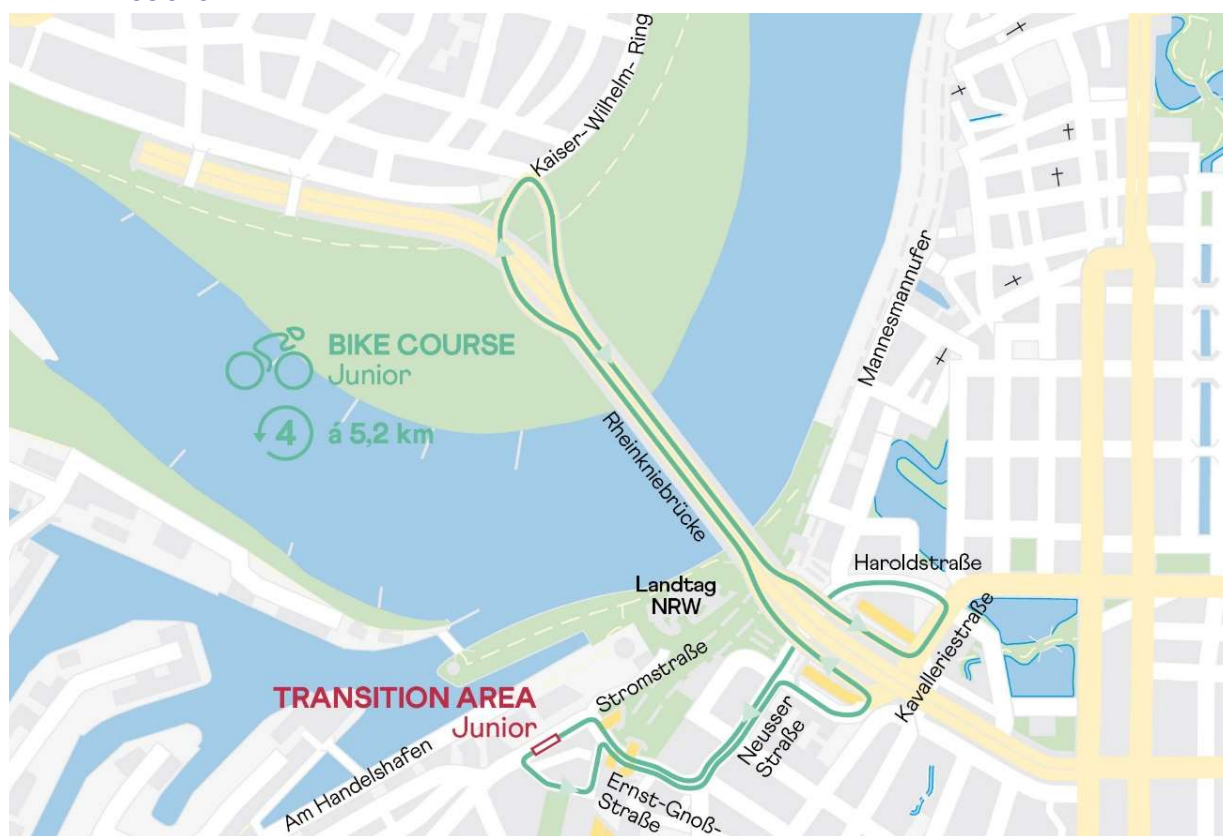 Kaiser-Wilhelm-Ring
Mannesmannufer
BIKE COURSE
Junior
4
á 5,2 km
Rheinkniebrücke
Haroldstraße
Landtag
NRW
Kavalleriestraße
Stromstraße
TRANSITION AREA
Junior
Neusser
Straße
Am Handelshafen
Ernst-Gnoß-
Straße